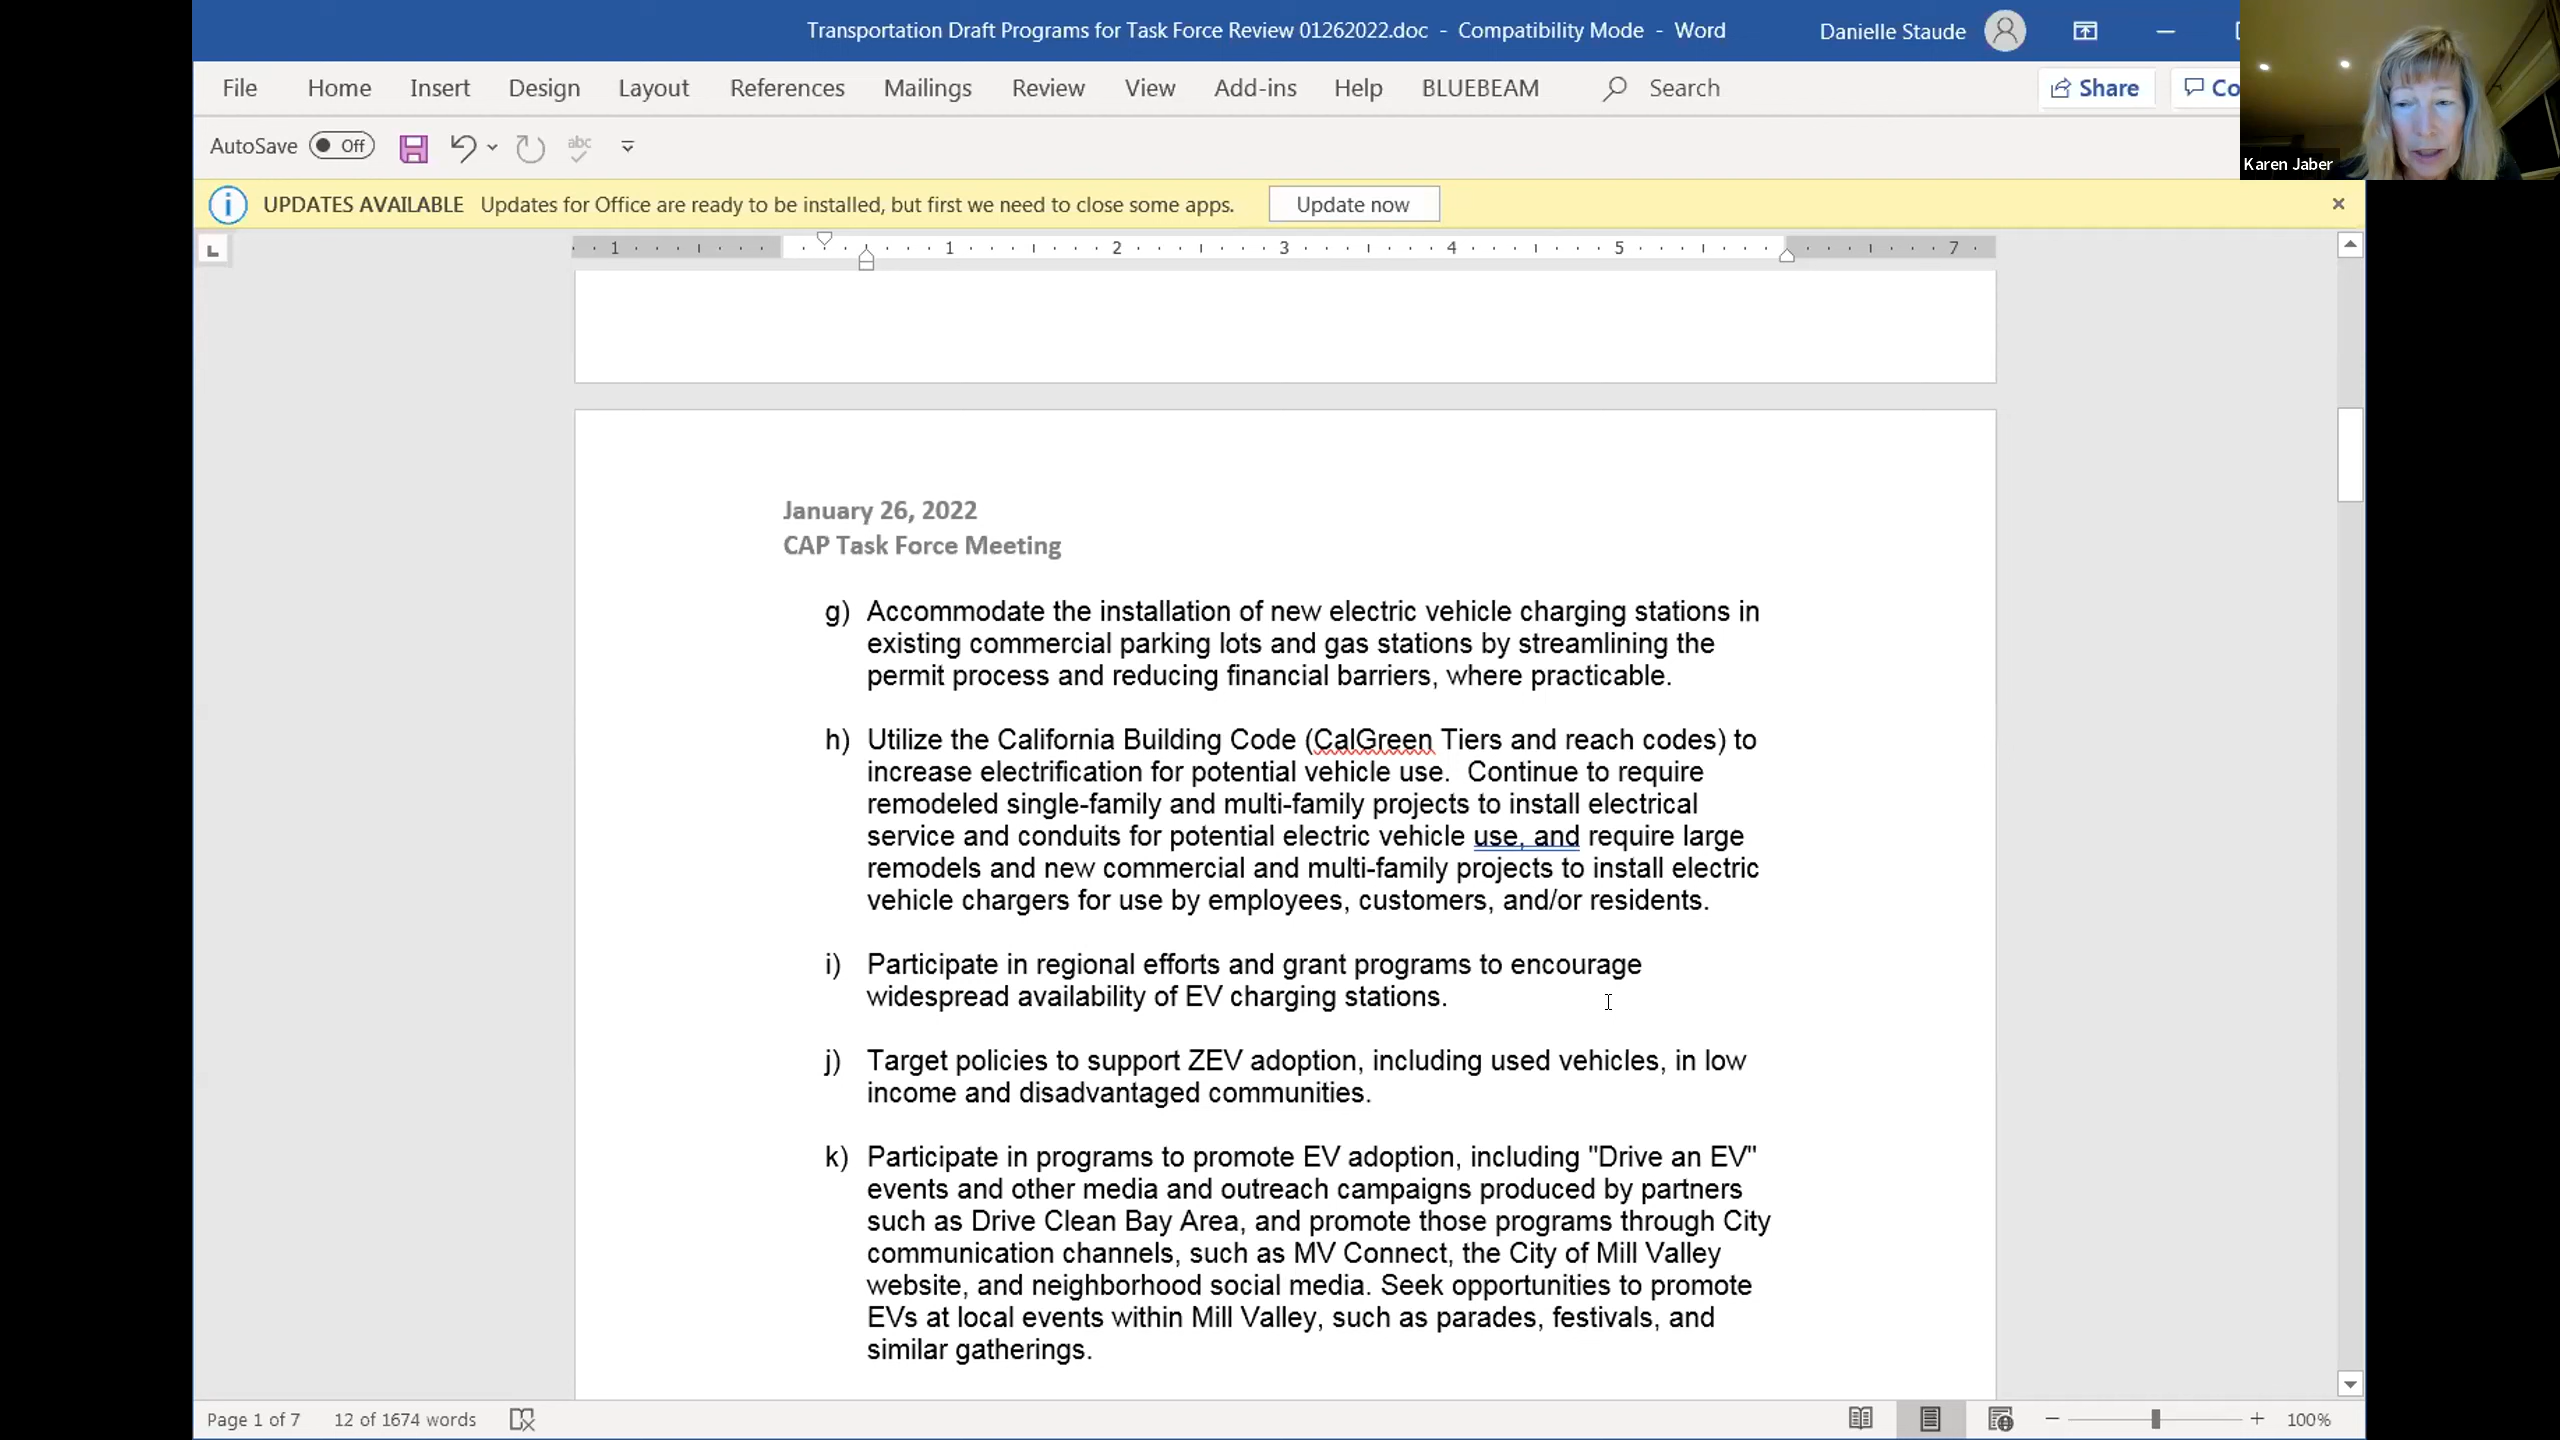 Transportation Draft Programs for Task Force Review 01262022.doc - Compatibility Mode - Word
Danielle Staude
File Home Insert Design Layout References Mailings Review View Add-ins Help BLUEBEAM Search
Share
Co
Karen Jaber
AutoSave Off
abc
UPDATES AVAILABLE Updates for Office are ready to be installed, but first we need to close some apps. Update now
1 1 2 3 4 5 7
January 26, 2022
CAP Task Force Meeting
g) Accommodate the installation of new electric vehicle charging stations in
existing commercial parking lots and gas stations by streamlining the
permit process and reducing financial barriers, where practicable.
h) Utilize the California Building Code (CalGreen Tiers and reach codes) to
increase electrification for potential vehicle use. Continue to require
remodeled single-family and multi-family projects to install electrical
service and conduits for potential electric vehicle use, and require large
remodels and new commercial and multi-family projects to install electric
vehicle chargers for use by employees, customers, and/or residents.
i) Participate in regional efforts and grant programs to encourage
widespread availability of EV charging stations.
j) Target policies to support ZEV adoption, including used vehicles, in low
income and disadvantaged communities.
k) Participate in programs to promote EV adoption, including "Drive an EV"
events and other media and outreach campaigns produced by partners
such as Drive Clean Bay Area, and promote those programs through City
communication channels, such as MV Connect, the City of Mill Valley
website, and neighborhood social media. Seek opportunities to promote
EVs at local events within Mill Valley, such as parades, festivals, and
similar gatherings.
Page 1 of 7 12 of 1674 words 100%